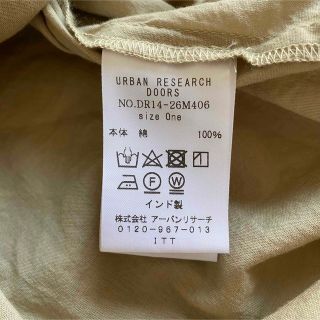 URBAN RESEARCH
DOORS
NO.DR14-26M406
size One
本体 綿 100%
インド製
株式会社 アーバンリサーチ
0120-967-013
ITT